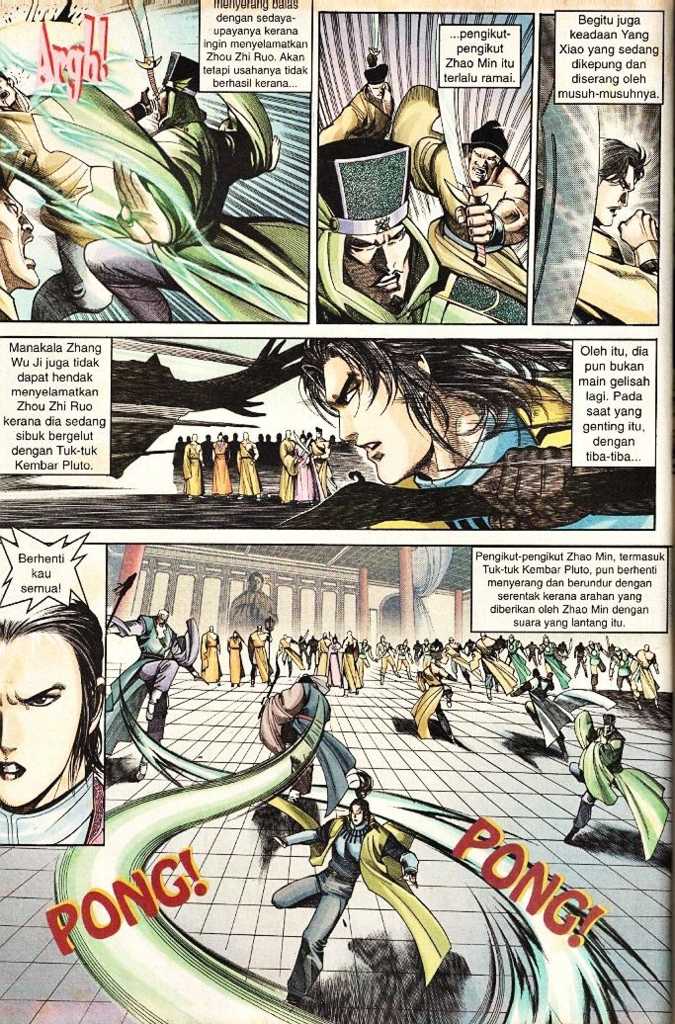 menyerang balas
dengan sedaya-
upayanya kerana
ingin menyelamatkan
Zhou Zhi Ruo. Akan
tetapi usahanya tidak
berhasil kerana...
Argh!
...pengikut-
pengikut
Zhao Min itu
terlalu ramai.
Begitu juga
keadaan Yang
Xiao yang sedang
dikepung dan
diserang oleh
musuh-musuhnya.
Manakala Zhang
Wu Ji juga tidak
dapat hendak
menyelamatkan
Zhou Zhi Ruo
kerana dia sedang
sibuk bergelut
dengan Tuk-tuk
Kembar Pluto.
Oleh itu, dia
pun bukan
main gelisah
lagi. Pada
saat yang
genting itu,
dengan
tiba-tiba...
Berhenti
kau
semua!
Pengikut-pengikut Zhao Min, termasuk
Tuk-tuk Kembar Pluto, pun berhenti
menyerang dan berundur dengan
serentak kerana arahan yang
diberikan oleh Zhao Min dengan
suara yang lantang itu.
PONG!
PONG!